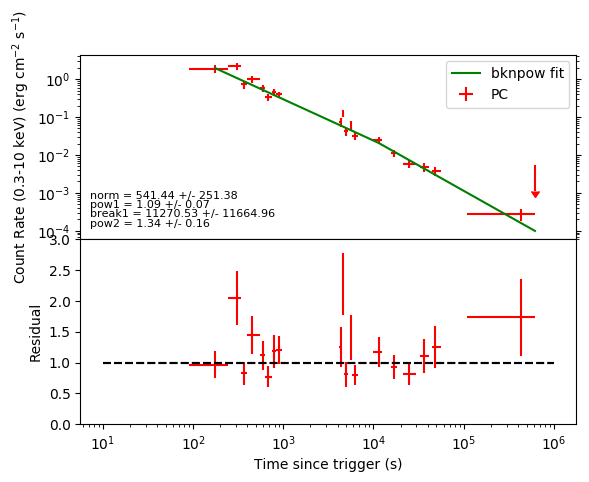 Count Rate (0.3-10 keV) (erg cm⁻² s⁻¹)
10⁰
10⁻¹
10⁻²
10⁻³
10⁻⁴
bknpow fit
PC
norm = 541.44 +/- 251.38
pow1 = 1.09 +/- 0.07
break1 = 11270.53 +/- 11664.96
pow2 = 1.34 +/- 0.16
Residual
3.0
2.5
2.0
1.5
1.0
0.5
0.0
10¹ 10² 10³ 10⁴ 10⁵ 10⁶
Time since trigger (s)